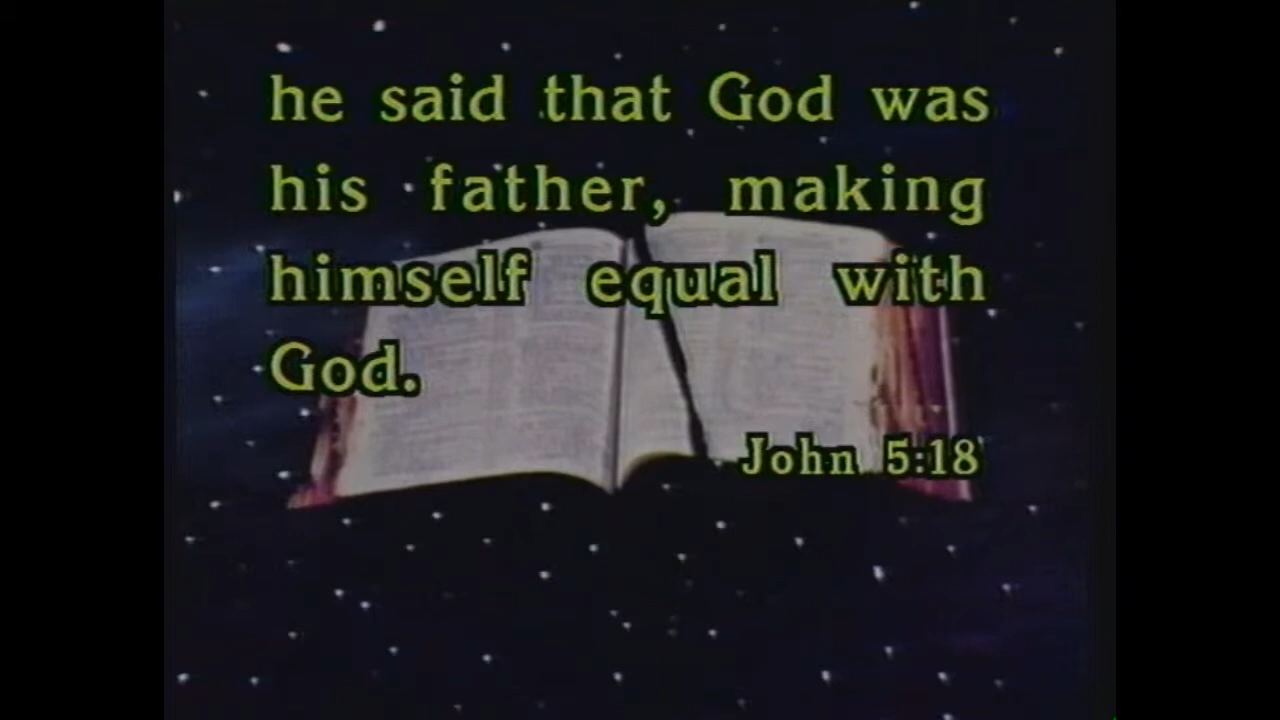 he said that God was
his father, making
himself equal with
God.
John 5:18